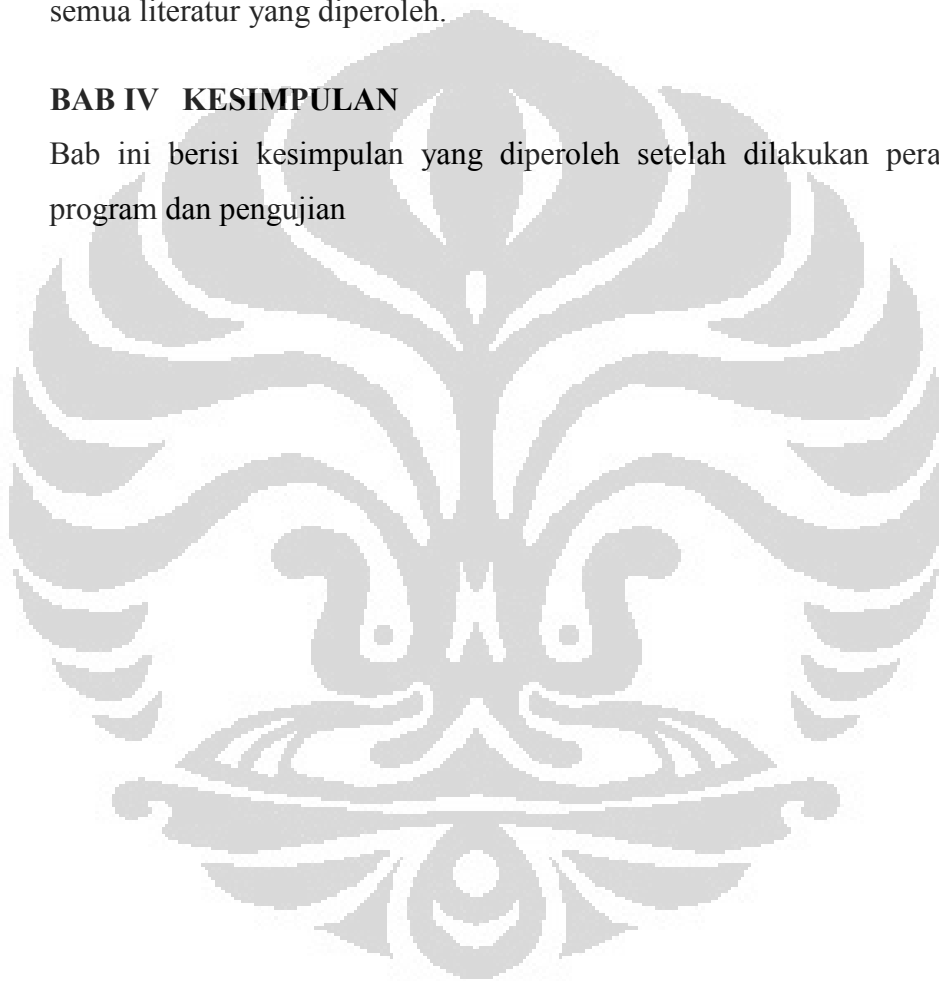 semua literatur yang diperoleh.
BAB IV KESIMPULAN
Bab ini berisi kesimpulan yang diperoleh setelah dilakukan pera
program dan pengujian